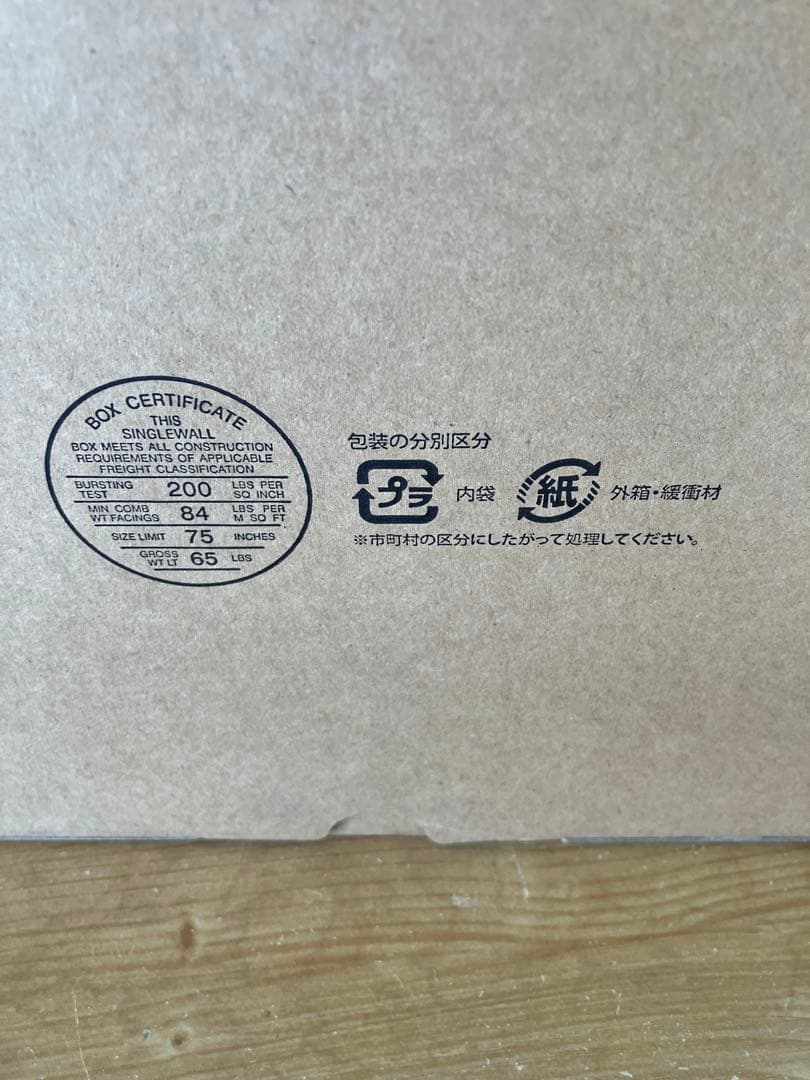 BOX CERTIFICATE
THIS
SINGLEWALL
BOX MEETS ALL CONSTRUCTION
REQUIREMENTS OF APPLICABLE
FREIGHT CLASSIFICATION
BURSTING TEST 200 LBS PER SQ INCH
MIN COMB WT FACINGS 84 LBS PER M SQ FT
SIZE LIMIT 75 INCHES
GROSS WT LT 65 LBS
包装の分別区分
プラ 内袋 紙 外箱・緩衝材
※市町村の区分にしたがって処理してください。